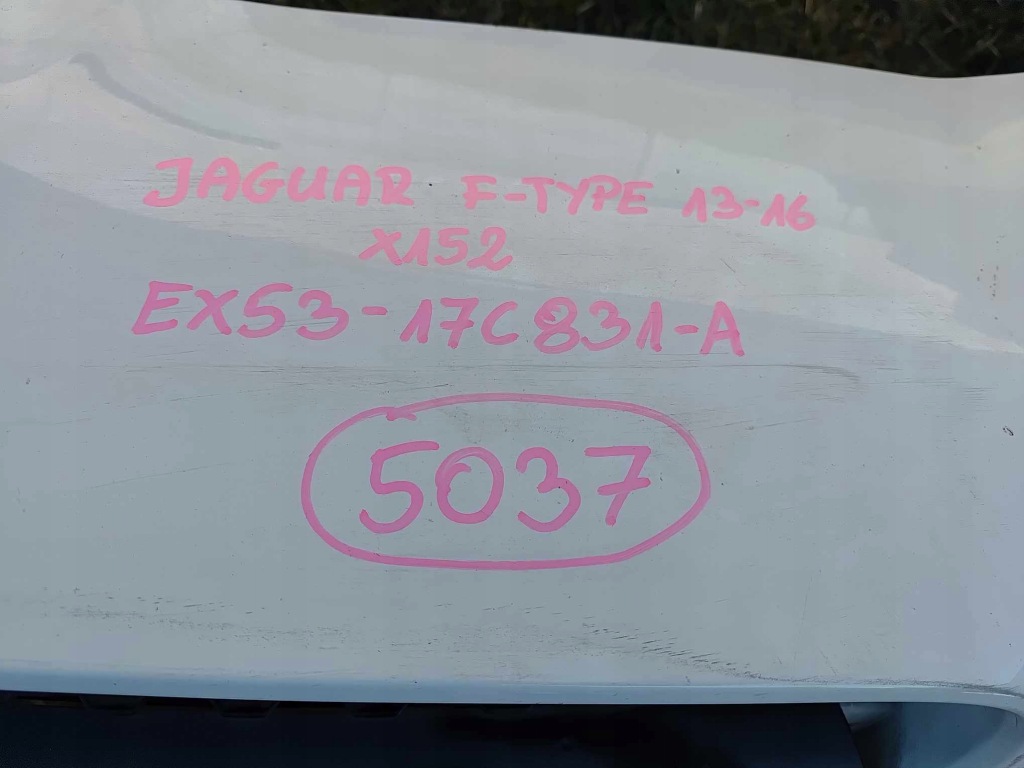 JAGUAR F-TYPE 13-16
X152
EX53-17C831-A
5037